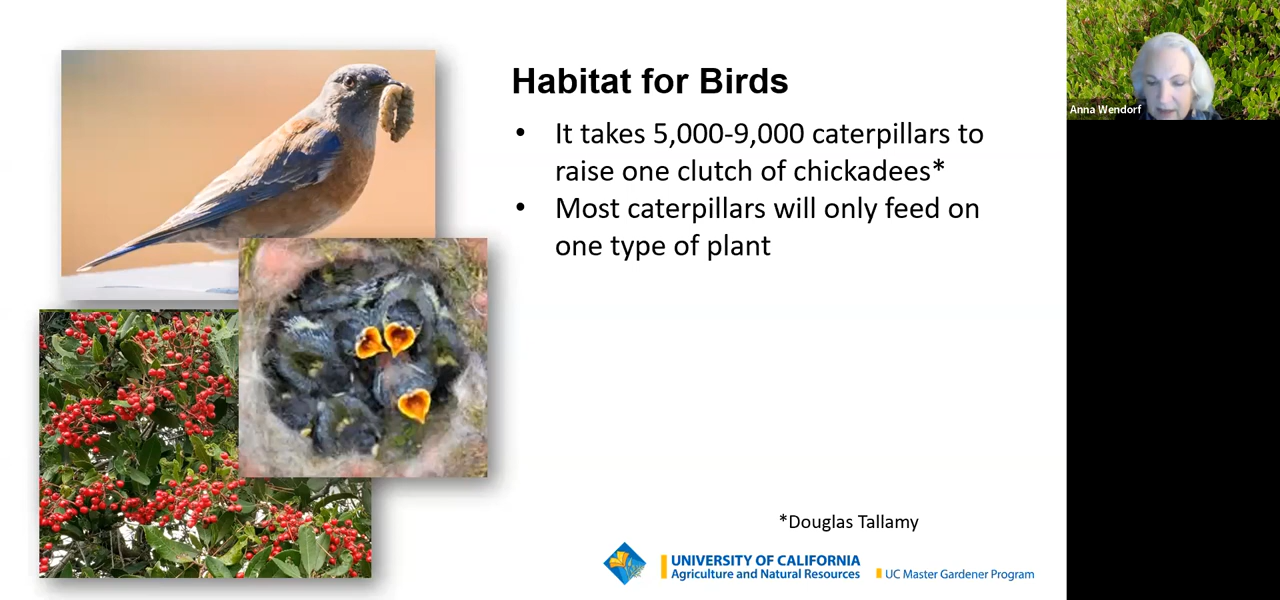 Habitat for Birds
• It takes 5,000-9,000 caterpillars to
raise one clutch of chickadees*
• Most caterpillars will only feed on
one type of plant
*Douglas Tallamy
UNIVERSITY OF CALIFORNIA
Agriculture and Natural Resources
UC Master Gardener Program
Anna Wendorf